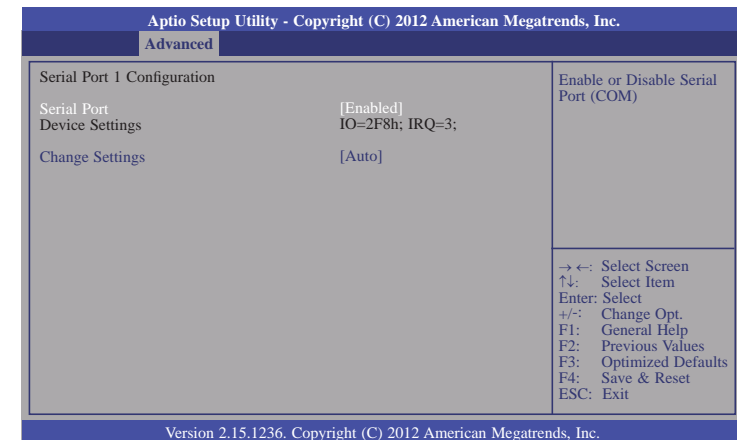 Aptio Setup Utility - Copyright (C) 2012 American Megatrends, Inc.
Advanced
Serial Port 1 Configuration
Serial Port [Enabled]
Device Settings IO=2F8h; IRQ=3;
Change Settings [Auto]
Enable or Disable Serial
Port (COM)
→ ←: Select Screen
↑↓: Select Item
Enter: Select
+/-: Change Opt.
F1: General Help
F2: Previous Values
F3: Optimized Defaults
F4: Save & Reset
ESC: Exit
Version 2.15.1236. Copyright (C) 2012 American Megatrends, Inc.